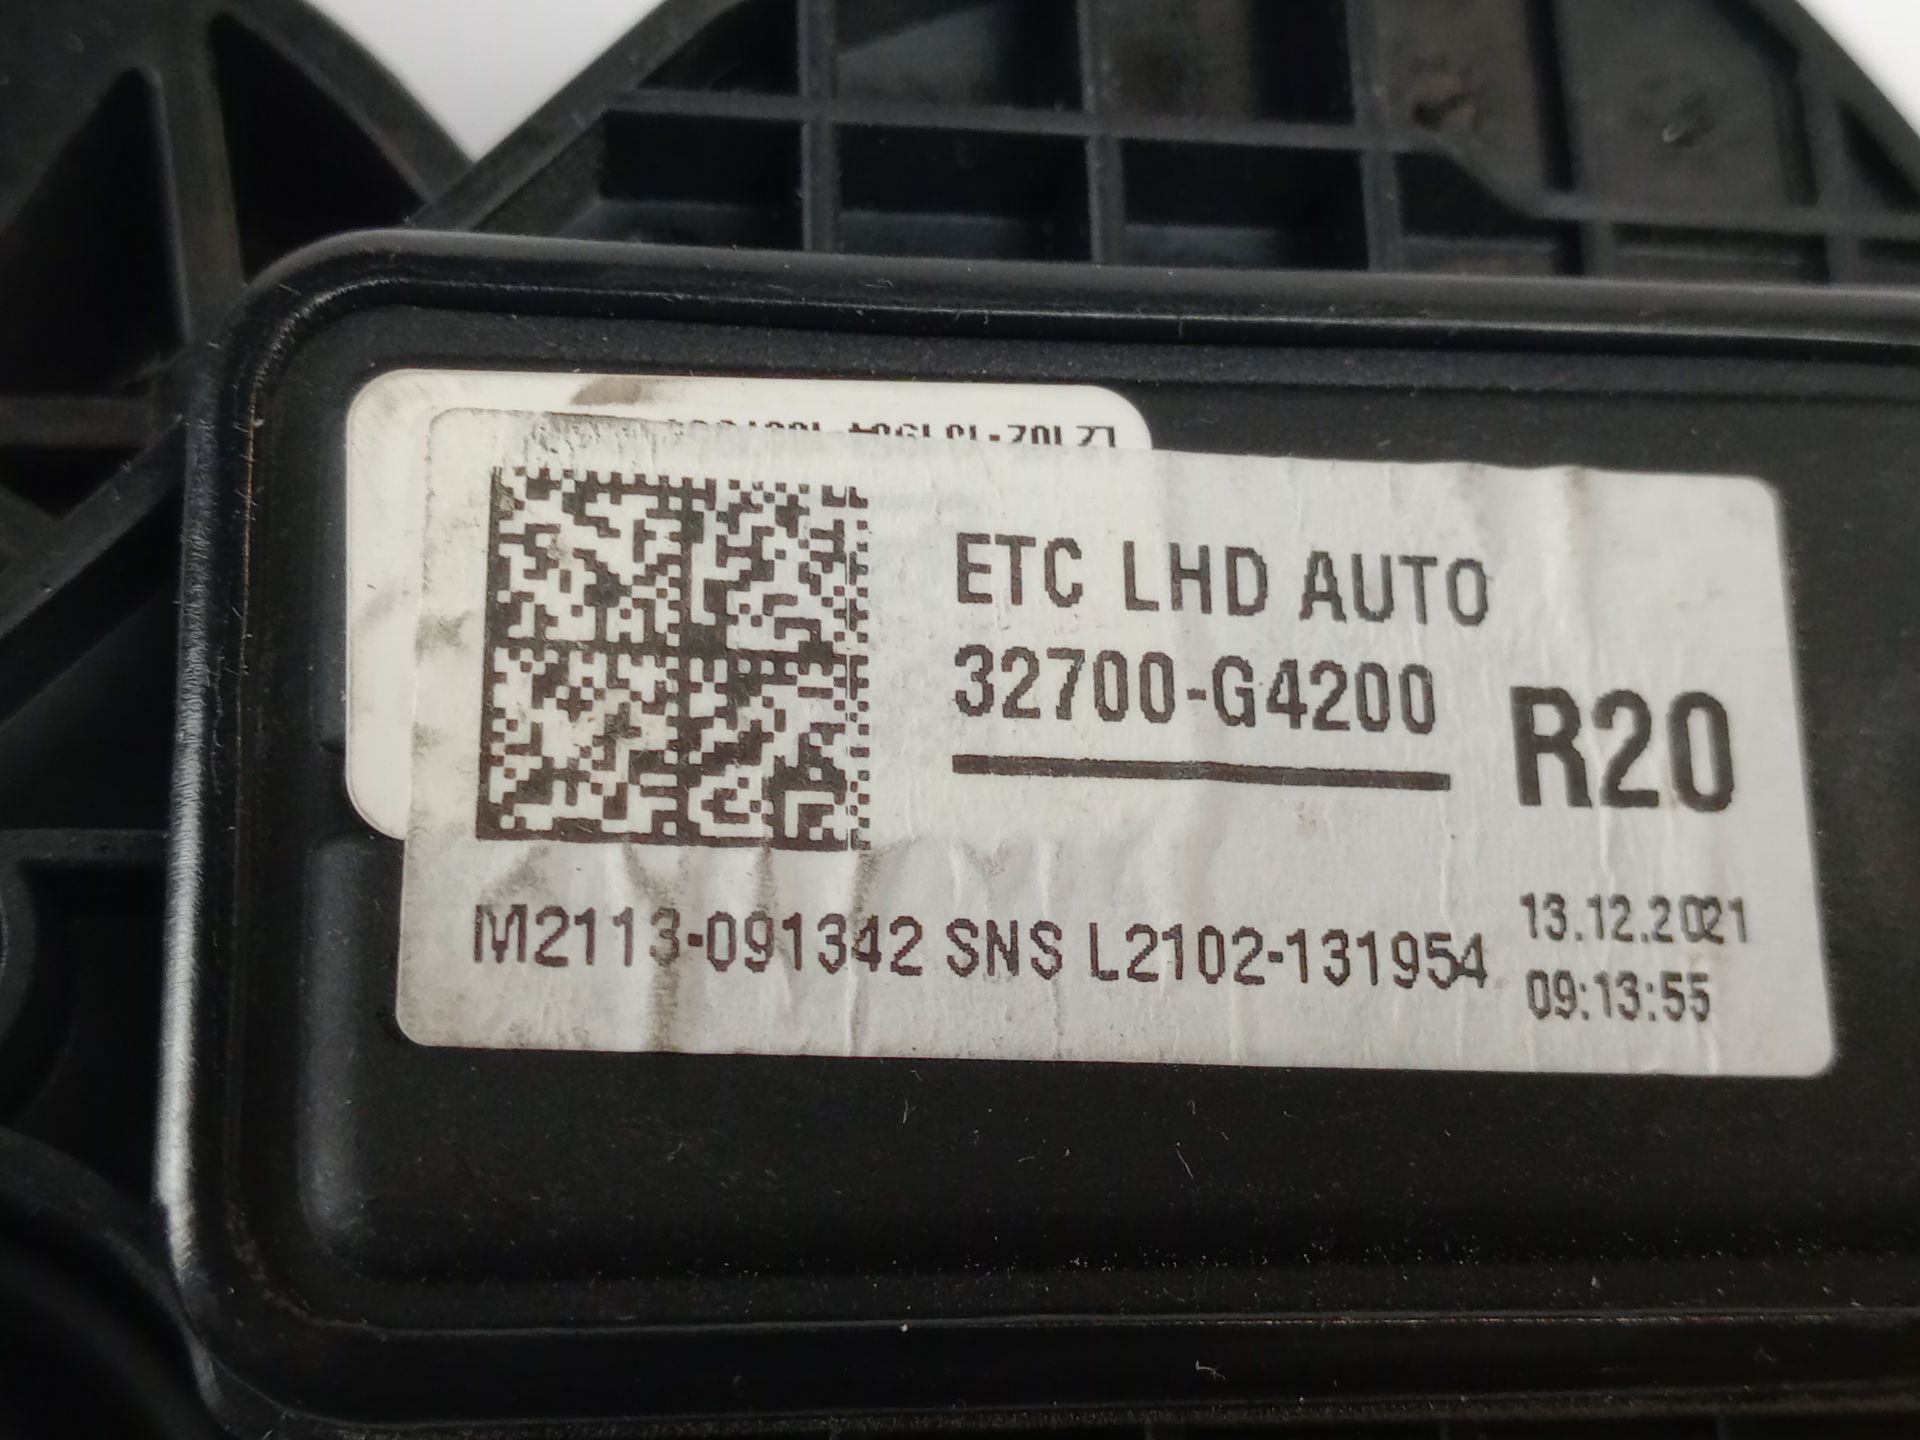 ETC LHD AUTO
32700-G4200
R20
M2113-091342 SNS L2102-131954
13.12.2021
09:13:55